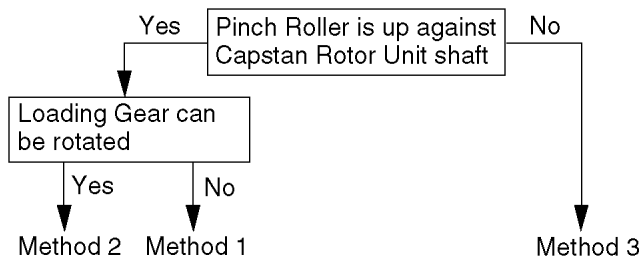 Yes
Pinch Roller is up against
Capstan Rotor Unit shaft
No
Loading Gear can
be rotated
Yes
No
Method 2
Method 1
Method 3